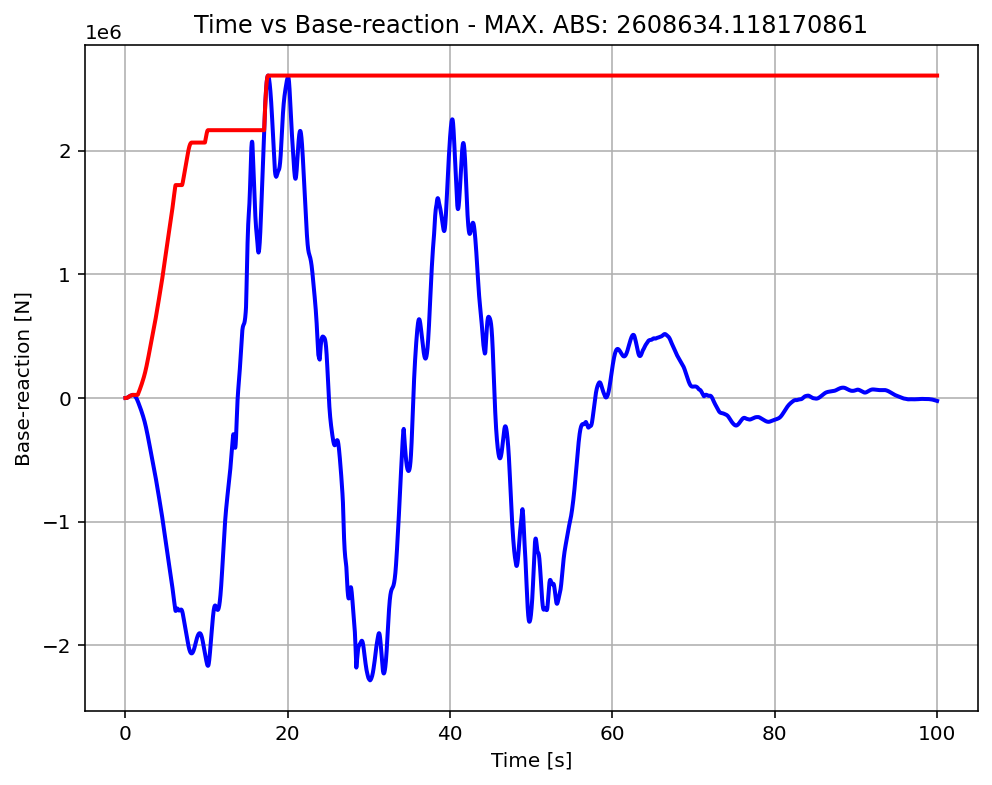 Time vs Base-reaction - MAX. ABS: 2608634.118170861
1e6
2
1
0
−1
−2
Base-reaction [N]
0 20 40 60 80 100
Time [s]